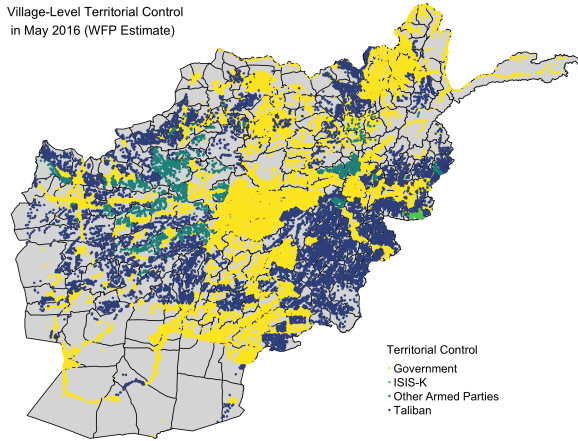 Village-Level Territorial Control
in May 2016 (WFP Estimate)
Territorial Control
Government
ISIS-K
Other Armed Parties
Taliban